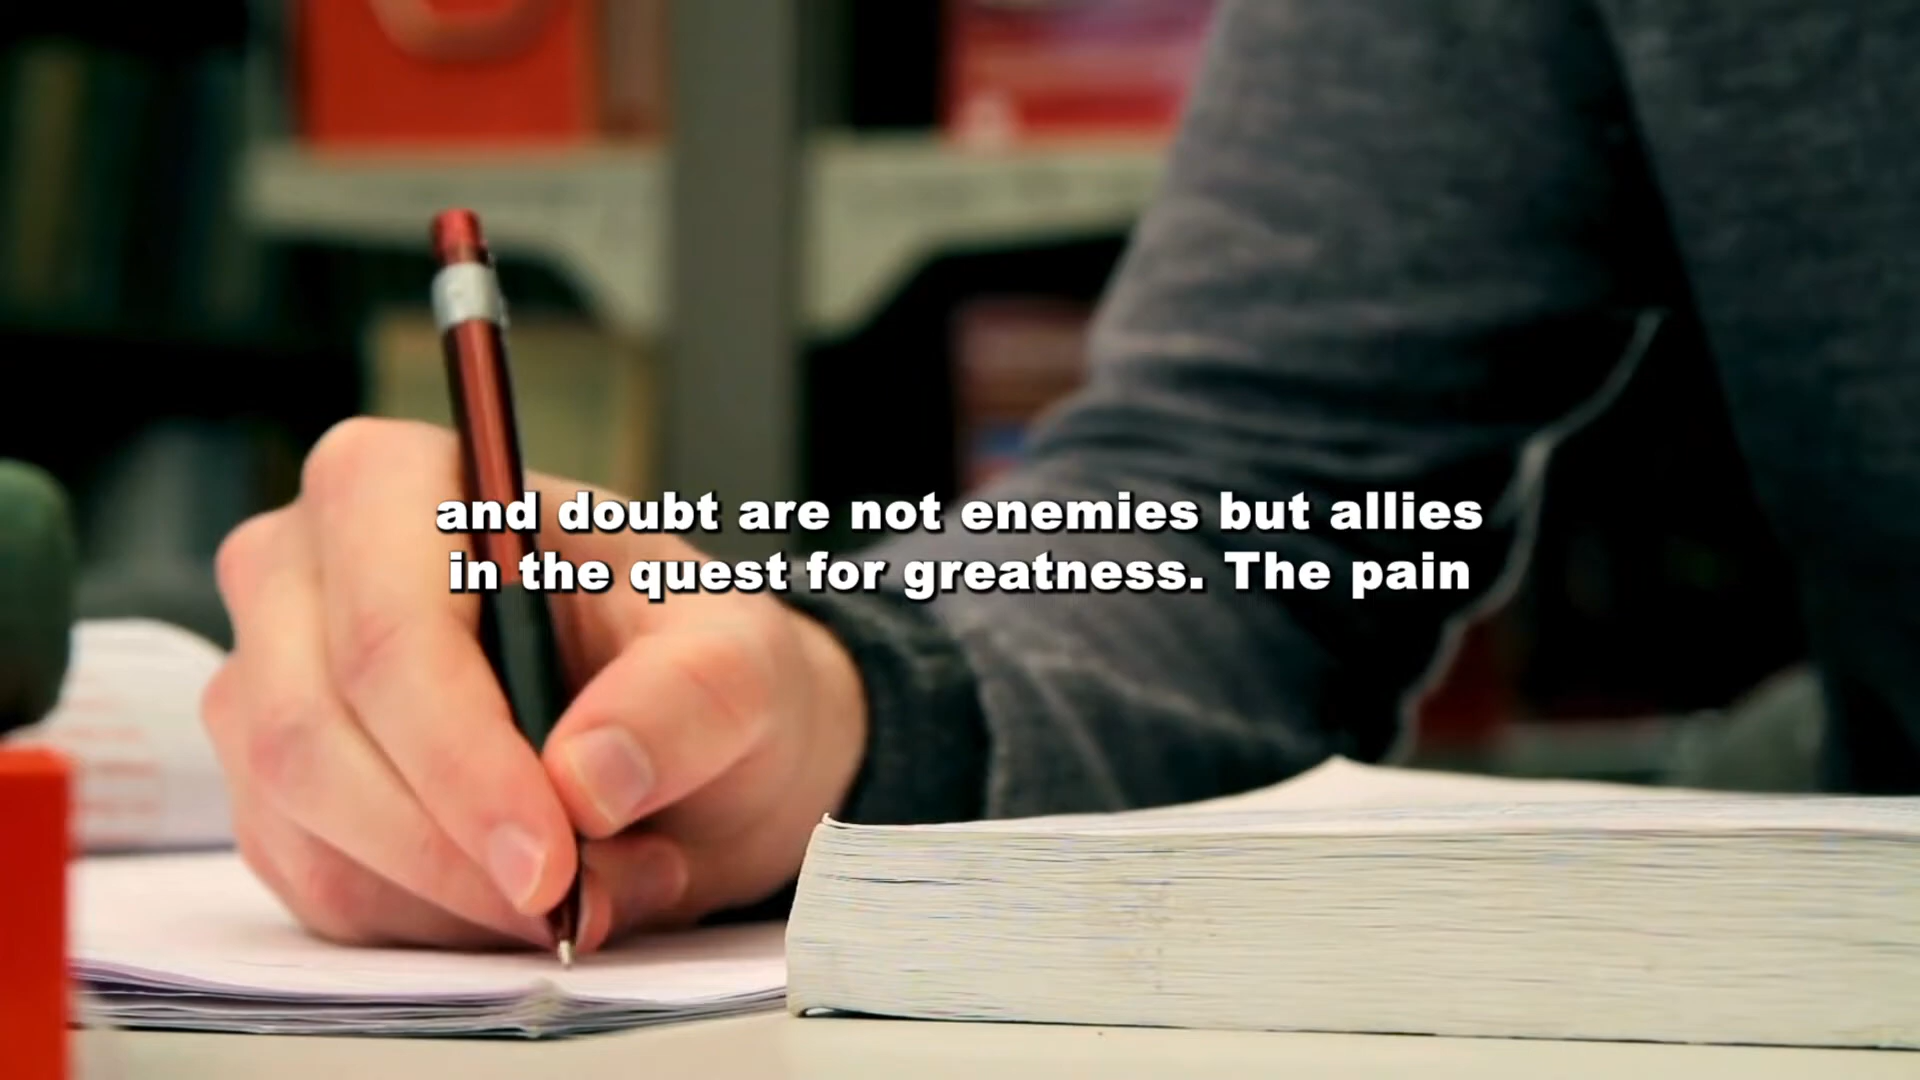 and doubt are not enemies but allies
in the quest for greatness. The pain